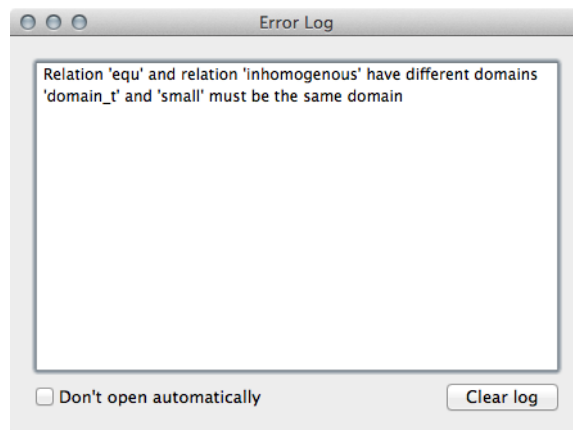 Error Log
Relation 'equ' and relation 'inhomogenous' have different domains
'domain_t' and 'small' must be the same domain
Don't open automatically
Clear log